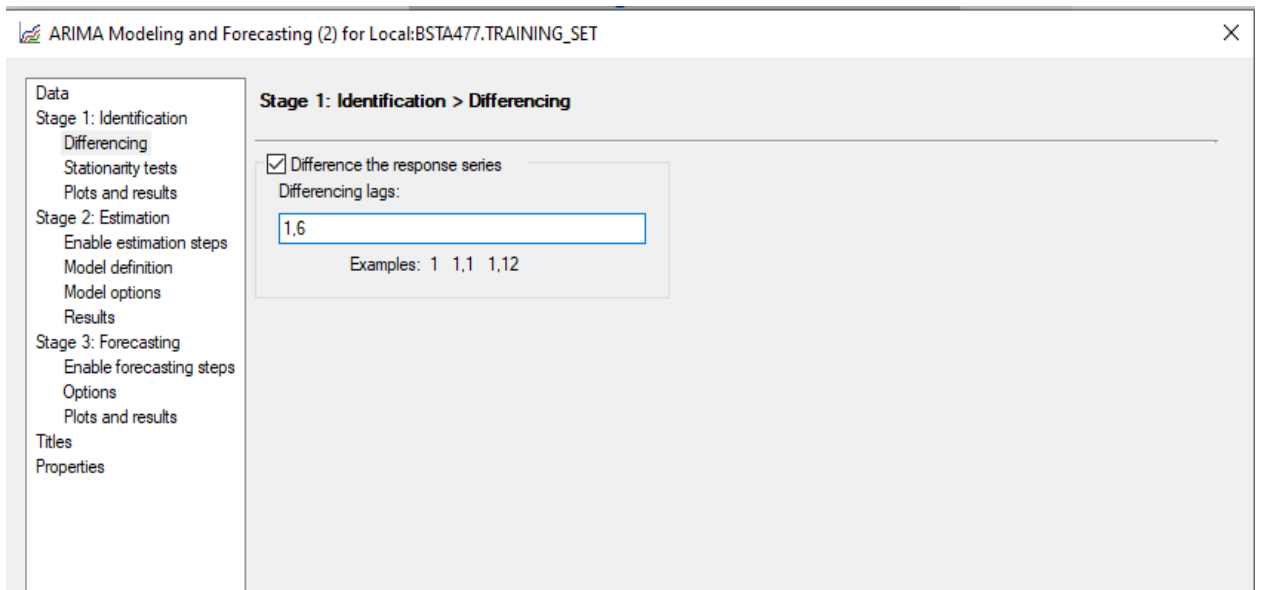 ARIMA Modeling and Forecasting (2) for Local:BSTA477.TRAINING_SET
Data
Stage 1: Identification
Differencing
Stationarity tests
Plots and results
Stage 2: Estimation
Enable estimation steps
Model definition
Model options
Results
Stage 3: Forecasting
Enable forecasting steps
Options
Plots and results
Titles
Properties
Stage 1: Identification > Differencing
Difference the response series
Differencing lags:
1,6
Examples: 1 1,1 1,12